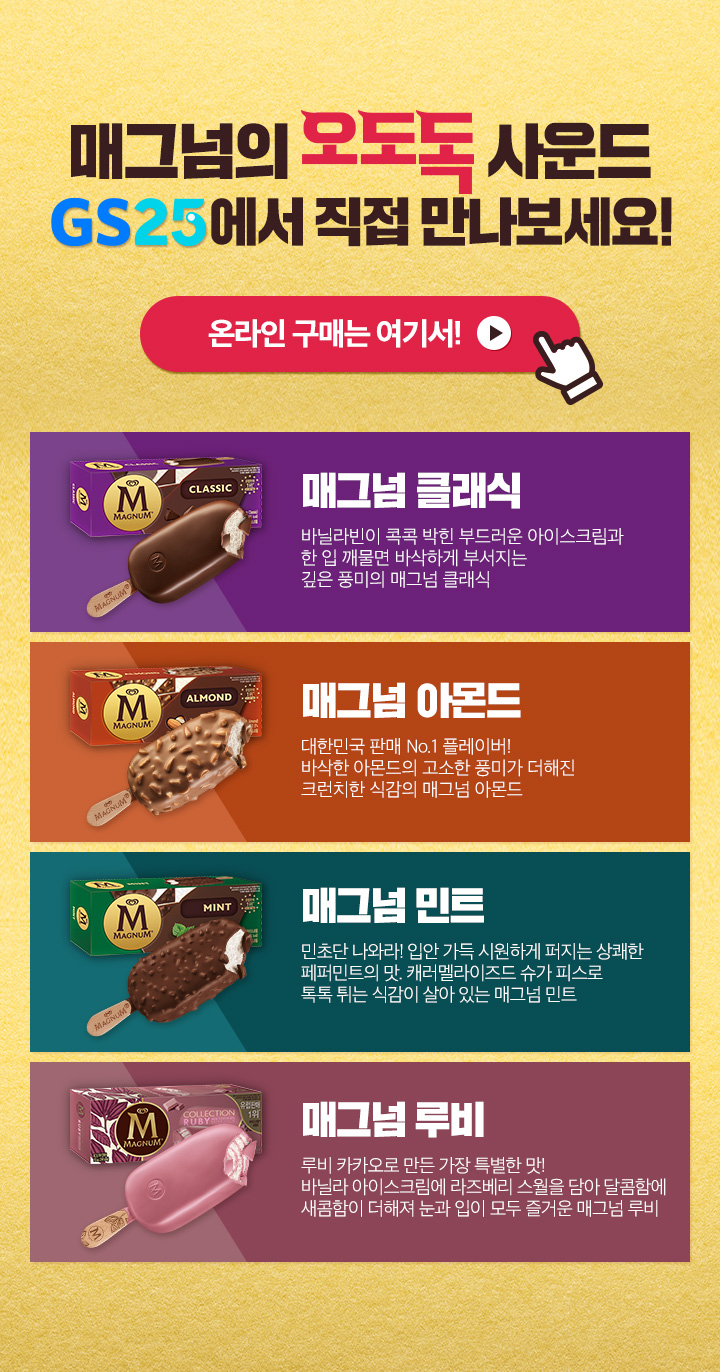 매그넘의 오도독 사운드
GS25에서 직접 만나보세요!
온라인 구매는 여기서!
CLASSIC
CLASSIC
M
MAGNUM
MAGNUM
매그넘 클래식
바닐라빈이 콕콕 박힌 부드러운 아이스크림과
한 입 깨물면 바삭하게 부서지는
깊은 풍미의 매그넘 클래식
ALMOND
ALMOND
M
MAGNUM
MAGNUM
매그넘 아몬드
대한민국 판매 No.1 플레이버!
바삭한 아몬드의 고소한 풍미가 더해진
크런치한 식감의 매그넘 아몬드
MINT
M
MAGNUM
MAGNUM
매그넘 민트
민초단 나와라! 입안 가득 시원하게 퍼지는 상쾌한
페퍼민트의 맛. 캐러멜라이즈드 슈가 피스로
톡톡 튀는 식감이 살아 있는 매그넘 민트
유럽판매
1위
COLLECTION
RUBY
M
MAGNUM
매그넘 루비
루비 카카오로 만든 가장 특별한 맛!
바닐라 아이스크림에 라즈베리 스월을 담아 달콤함에
새콤함이 더해져 눈과 입이 모두 즐거운 매그넘 루비